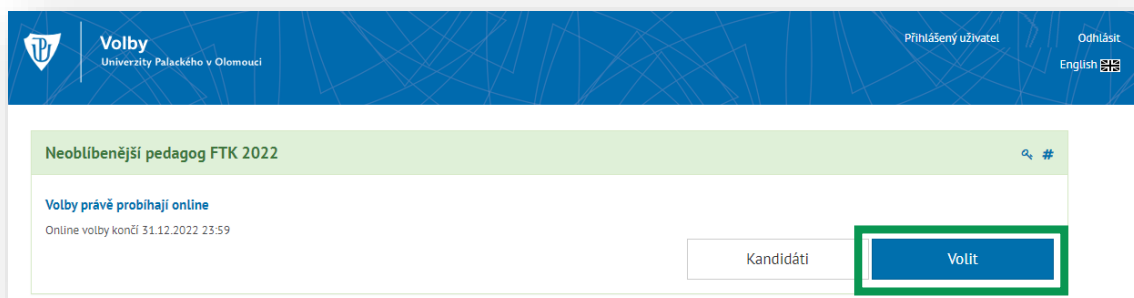 Volby
Univerzity Palackého v Olomouci
Přihlášený uživatel
Odhlásit
English
Neoblíbenější pedagog FTK 2022
#
Volby právě probíhají online
Online volby končí 31.12.2022 23:59
Kandidáti
Volit